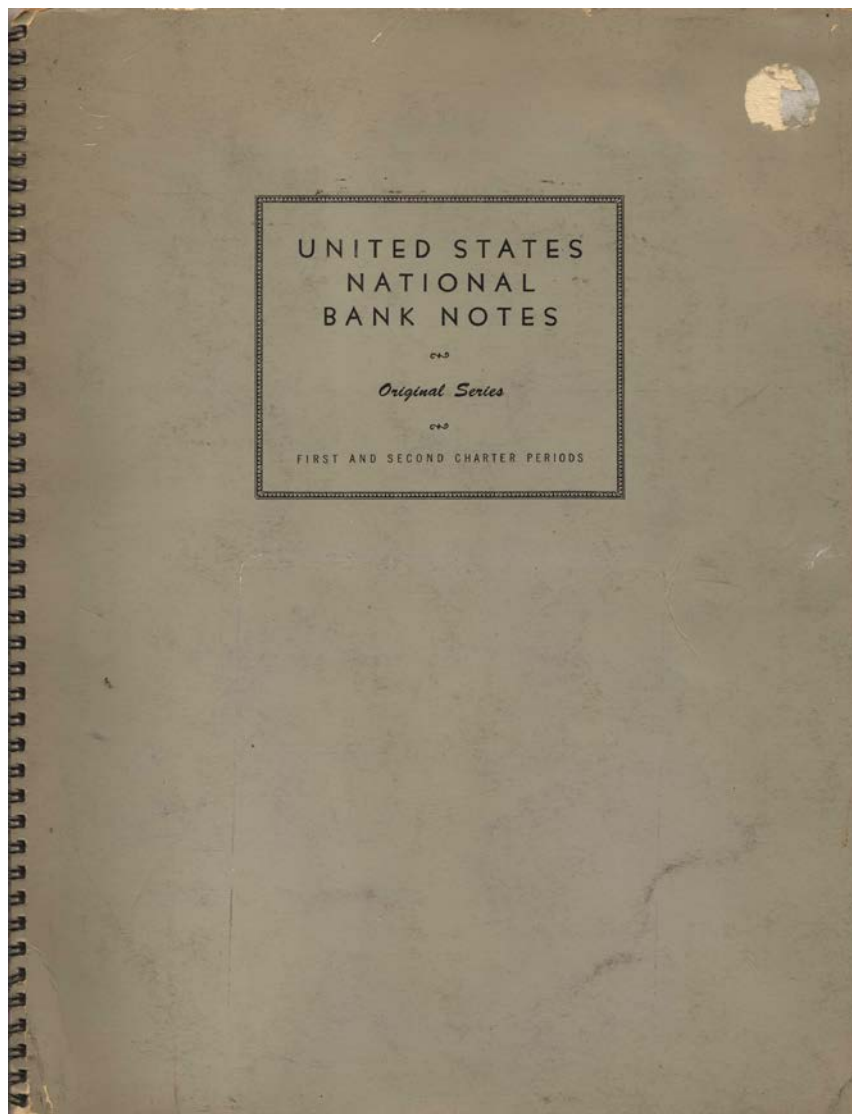 UNITED STATES
NATIONAL
BANK NOTES
Original Series
FIRST AND SECOND CHARTER PERIODS